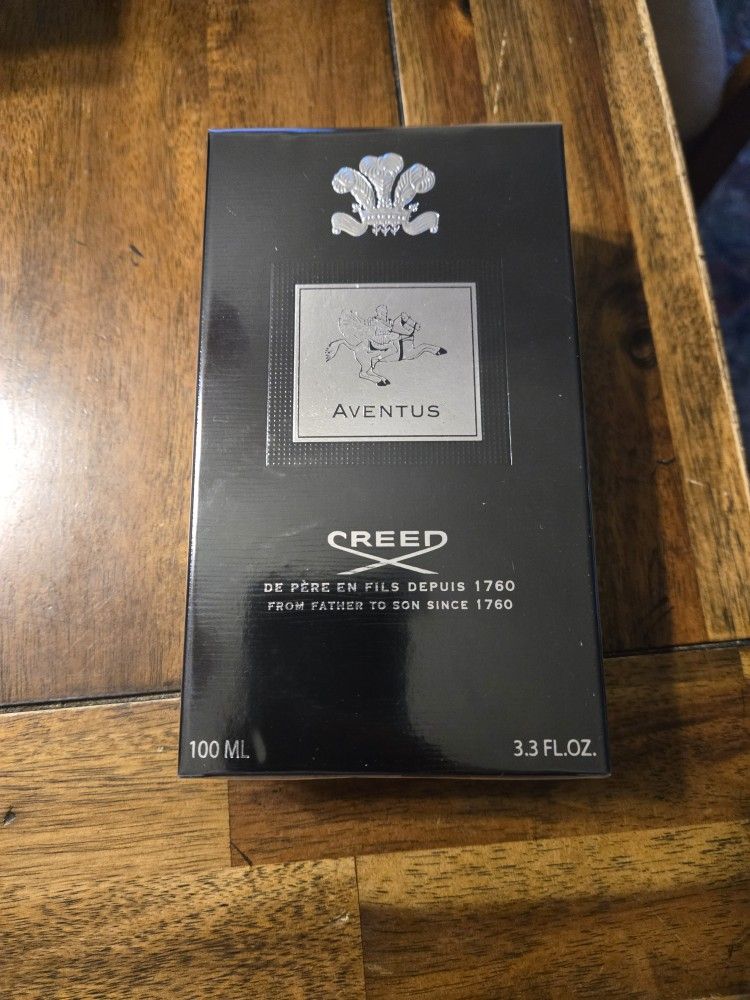 AVENTUS
CREED
DE PÈRE EN FILS DEPUIS 1760
FROM FATHER TO SON SINCE 1760
100 ML
3.3 FL.OZ.